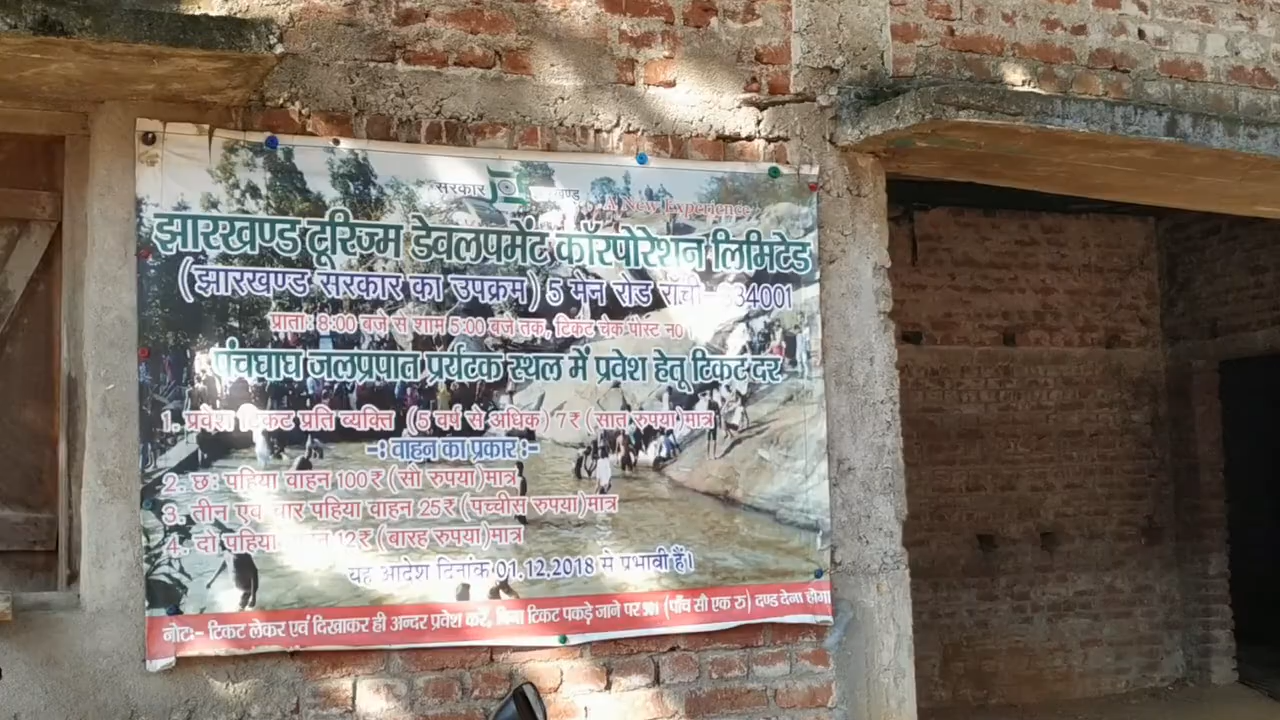 सरकार
A New Experience
झारखण्ड टूरिज्म डेवलपमेंट कॉरपोरेशन लिमिटेड
(झारखण्ड सरकार का उपक्रम) 5 मेन रोड राँची-834001
प्रातः 8:00 बजे से शाम 5:00 बजे तक, टिकट चेक पोस्ट न0
पंचघाघ जलप्रपात प्रर्यटक स्थल में प्रवेश हेतू टिकट दर
1. प्रवेश टिकट प्रति व्यक्ति (5 वर्ष से अधिक) 7₹ (सात रुपया)मात्र
-: वाहन का प्रकार :-
2. छः पहिया वाहन 100₹ (सौ रुपया)मात्र
3. तीन एवं चार पहिया वाहन 25₹ (पच्चीस रुपया)मात्र
4. दो पहिया वाहन 12₹ (बारह रुपया)मात्र
यह आदेश दिनांक 01.12.2018 से प्रभावी हैं।
नोटः- टिकट लेकर एवं दिखाकर ही अन्दर प्रवेश करें, बिना टिकट पकड़े जाने पर 501 (पाँच सौ एक रु) दण्ड देना होगा